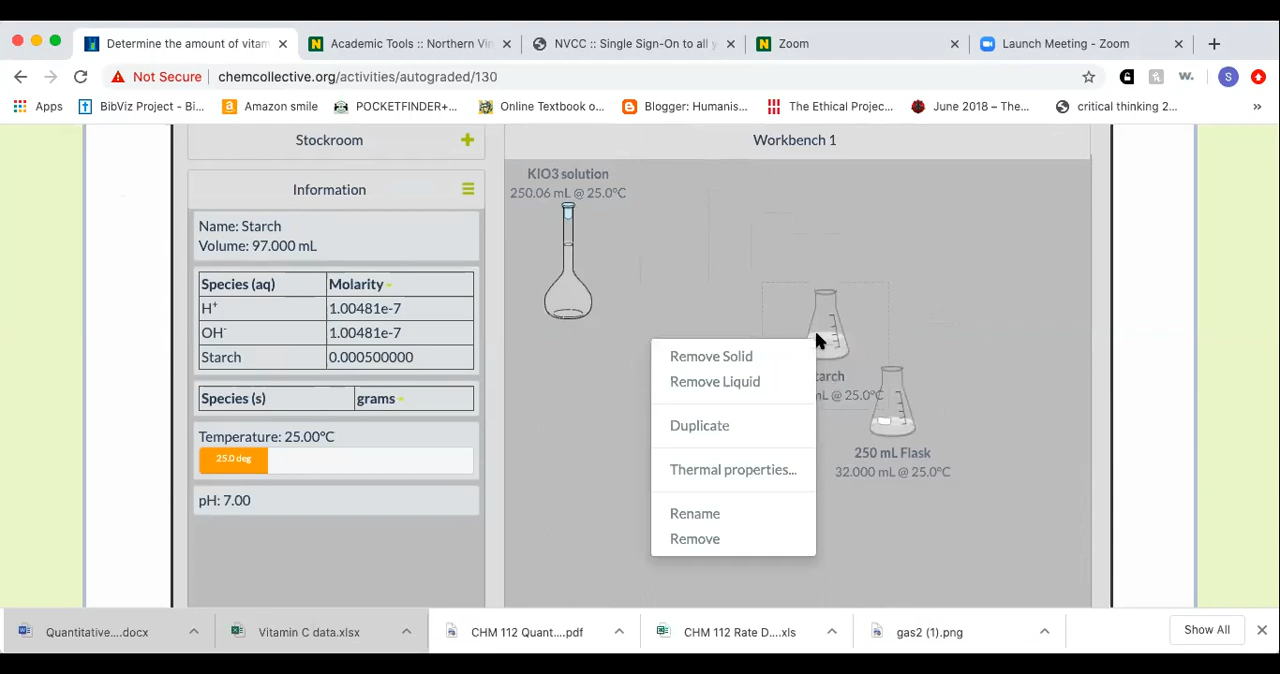 Determine the amount of vitam
Academic Tools :: Northern Vir
NVCC :: Single Sign-On to all y
Zoom
Launch Meeting - Zoom
Not Secure
chemcollective.org/activities/autograded/130
S
Apps
BibViz Project - Bi...
Amazon smile
POCKETFINDER+...
Online Textbook o...
Blogger: Humanis...
The Ethical Projec...
June 2018 – The...
critical thinking 2...
Stockroom
Workbench 1
Information
Name: Starch
Volume: 97.000 mL
Species (aq) Molarity
H+ 1.00481e-7
OH- 1.00481e-7
Starch 0.000500000
Species (s) grams
Temperature: 25.00°C
25.0 deg
pH: 7.00
KIO3 solution
250.06 mL @ 25.0°C
tarch
mL @ 25.0°C
250 mL Flask
32.000 mL @ 25.0°C
Remove Solid
Remove Liquid
Duplicate
Thermal properties...
Rename
Remove
Quantitative....docx
Vitamin C data.xlsx
CHM 112 Quant....pdf
CHM 112 Rate D....xls
gas2 (1).png
Show All